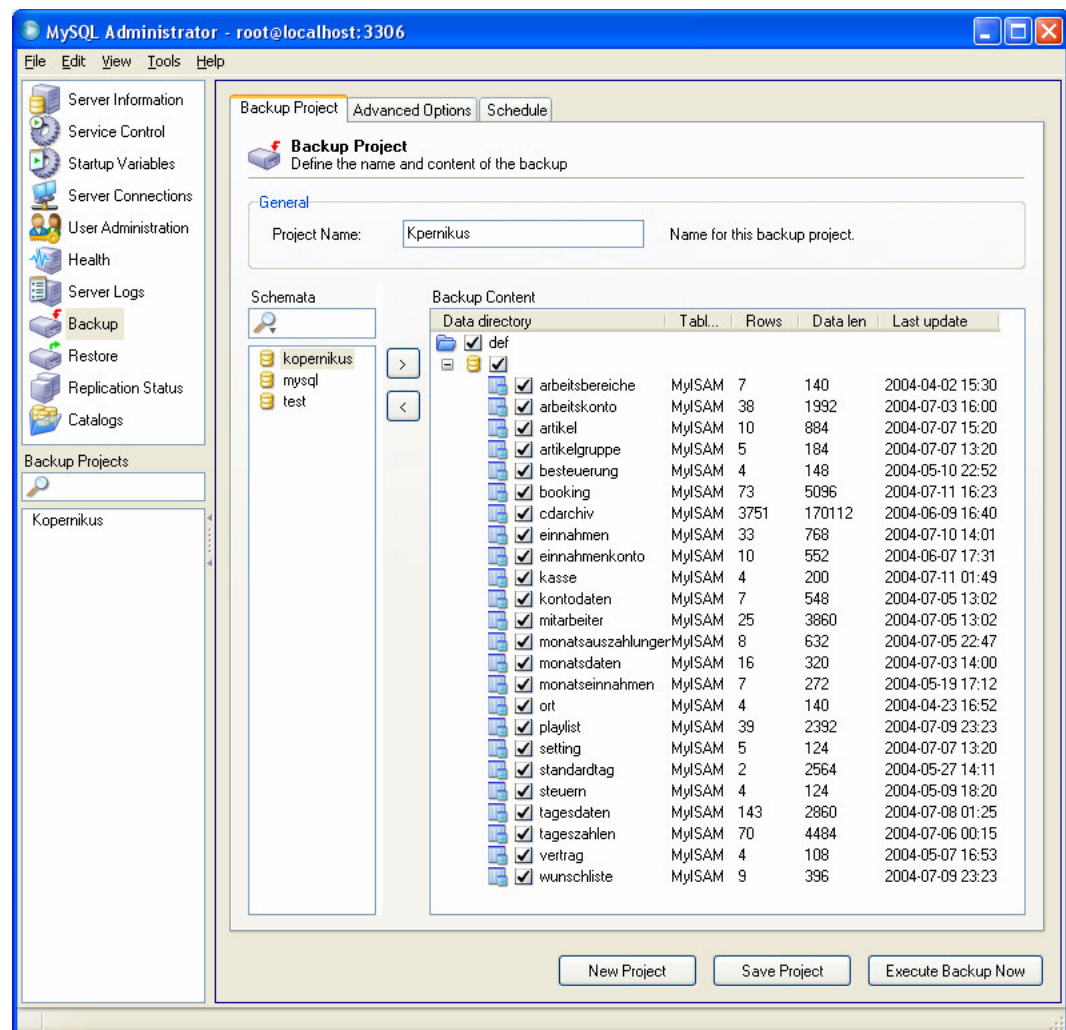 MySQL Administrator - root@localhost:3306
File Edit View Tools Help
Server Information
Service Control
Startup Variables
Server Connections
User Administration
Health
Server Logs
Backup
Restore
Replication Status
Catalogs
Backup Projects
Kopernikus
Backup Project Advanced Options Schedule
Backup Project
Define the name and content of the backup
General
Project Name: Kpernikus Name for this backup project.
Schemata
kopernikus
mysql
test
>
<
Backup Content
Data directory Tabl... Rows Data len Last update
def
arbeitsbereiche MyISAM 7 140 2004-04-02 15:30
arbeitskonto MyISAM 38 1992 2004-07-03 16:00
artikel MyISAM 10 884 2004-07-07 15:20
artikelgruppe MyISAM 5 184 2004-07-07 13:20
besteuerung MyISAM 4 148 2004-05-10 22:52
booking MyISAM 73 5096 2004-07-11 16:23
cdarchiv MyISAM 3751 170112 2004-06-09 16:40
einnahmen MyISAM 33 768 2004-07-10 14:01
einnahmenkonto MyISAM 10 552 2004-06-07 17:31
kasse MyISAM 4 200 2004-07-11 01:49
kontodaten MyISAM 7 548 2004-07-05 13:02
mitarbeiter MyISAM 25 3860 2004-07-05 13:02
monatsauszahlunger MyISAM 8 632 2004-07-05 22:47
monatsdaten MyISAM 16 320 2004-07-03 14:00
monatseinnahmen MyISAM 7 272 2004-05-19 17:12
ort MyISAM 4 140 2004-04-23 16:52
playlist MyISAM 39 2392 2004-07-09 23:23
setting MyISAM 5 124 2004-07-07 13:20
standardtag MyISAM 2 2564 2004-05-27 14:11
steuern MyISAM 4 124 2004-05-09 18:20
tagesdaten MyISAM 143 2860 2004-07-08 01:25
tageszahlen MyISAM 70 4484 2004-07-06 00:15
vertrag MyISAM 4 108 2004-05-07 16:53
wunschliste MyISAM 9 396 2004-07-09 23:23
New Project Save Project Execute Backup Now